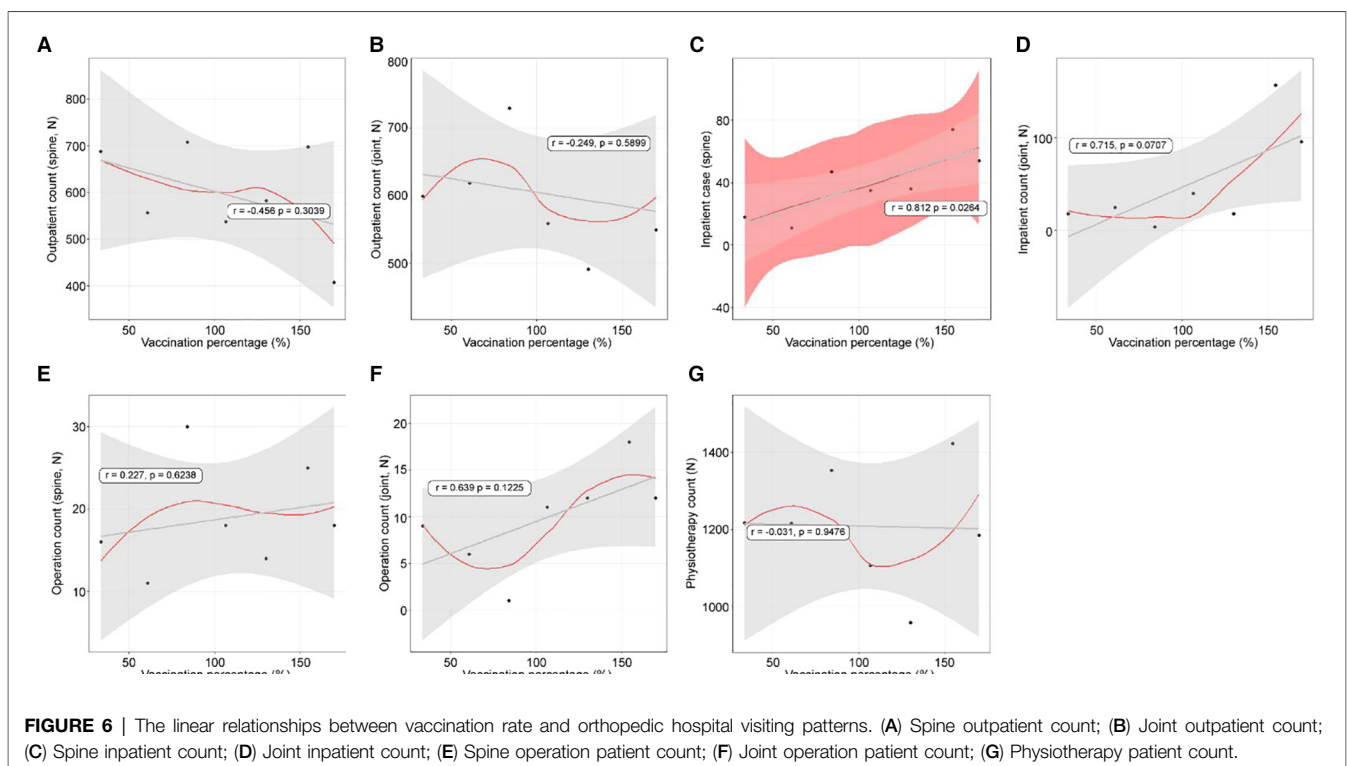 A
B
C
D
Outpatient count (spine, N)
800
700
600
500
400
r = -0.456 p = 0.3039
50
100
150
Vaccination percentage (%)
Outpatient count (joint, N)
800
700
600
500
r = -0.249, p = 0.5899
50
100
150
Vaccination percentage (%)
Inpatient case (spine)
80
40
0
-40
r = 0.812 p = 0.0264
50
100
150
Vaccination percentage (%)
Inpatient count (joint, N)
100
0
r = 0.715, p = 0.0707
50
100
150
Vaccination percentage (%)
E
F
G
Operation count (spine, N)
30
20
10
r = 0.227, p = 0.6238
50
100
150
Vaccination percentage (%)
Operation count (joint, N)
20
15
10
5
0
r = 0.639 p = 0.1225
50
100
150
Vaccination percentage (%)
Physiotherapy count (N)
1400
1200
1000
r = -0.031, p = 0.9476
50
100
150
Vaccination percentage (%)
FIGURE 6 | The linear relationships between vaccination rate and orthopedic hospital visiting patterns. (A) Spine outpatient count; (B) Joint outpatient count;
(C) Spine inpatient count; (D) Joint inpatient count; (E) Spine operation patient count; (F) Joint operation patient count; (G) Physiotherapy patient count.